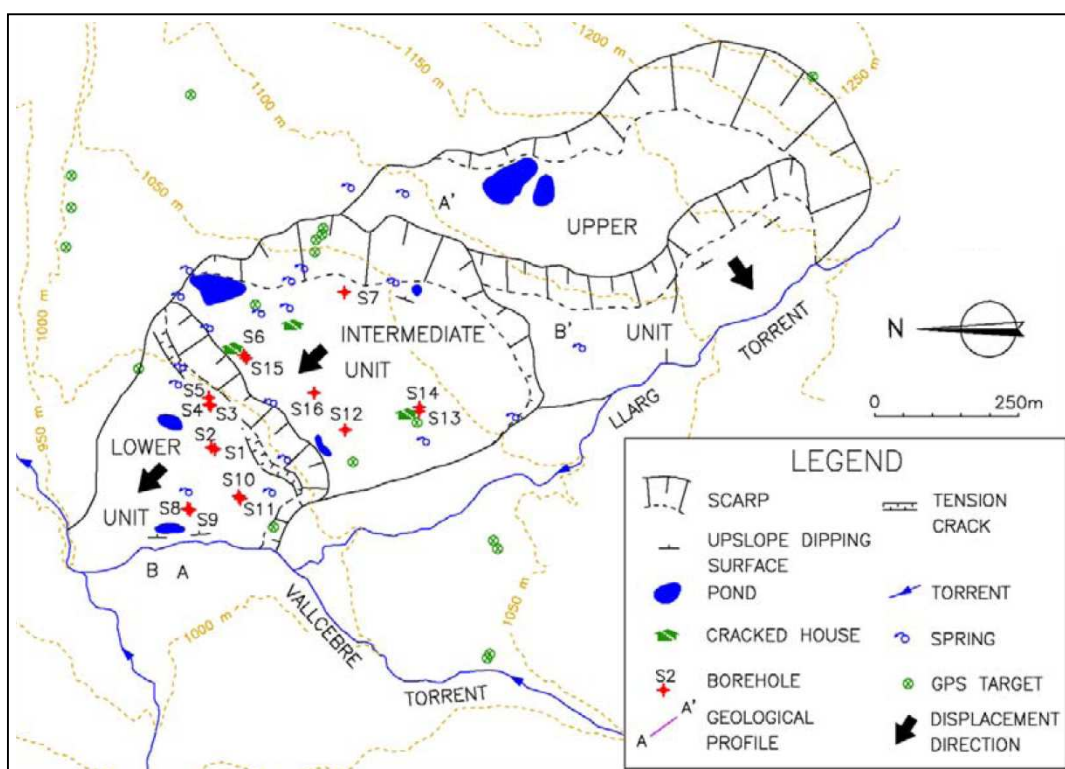 1200 m
1250 m
1150 m
1100 m
1050 m
1000 m
950 m
A'
UPPER
UNIT
B'
S7
INTERMEDIATE
UNIT
S6
S15
S14
S13
S16
S12
S5
S4
S3
S2
S1
LOWER
UNIT
S10
S11
S8
S9
B
A
LLARG
TORRENT
VALLCEBRE
TORRENT
1000 m
1050 m
N
0
250m
LEGEND
SCARP
TENSION
CRACK
UPSLOPE DIPPING
SURFACE
POND
TORRENT
CRACKED HOUSE
SPRING
S2
BOREHOLE
GPS TARGET
A
A'
GEOLOGICAL
PROFILE
DISPLACEMENT
DIRECTION